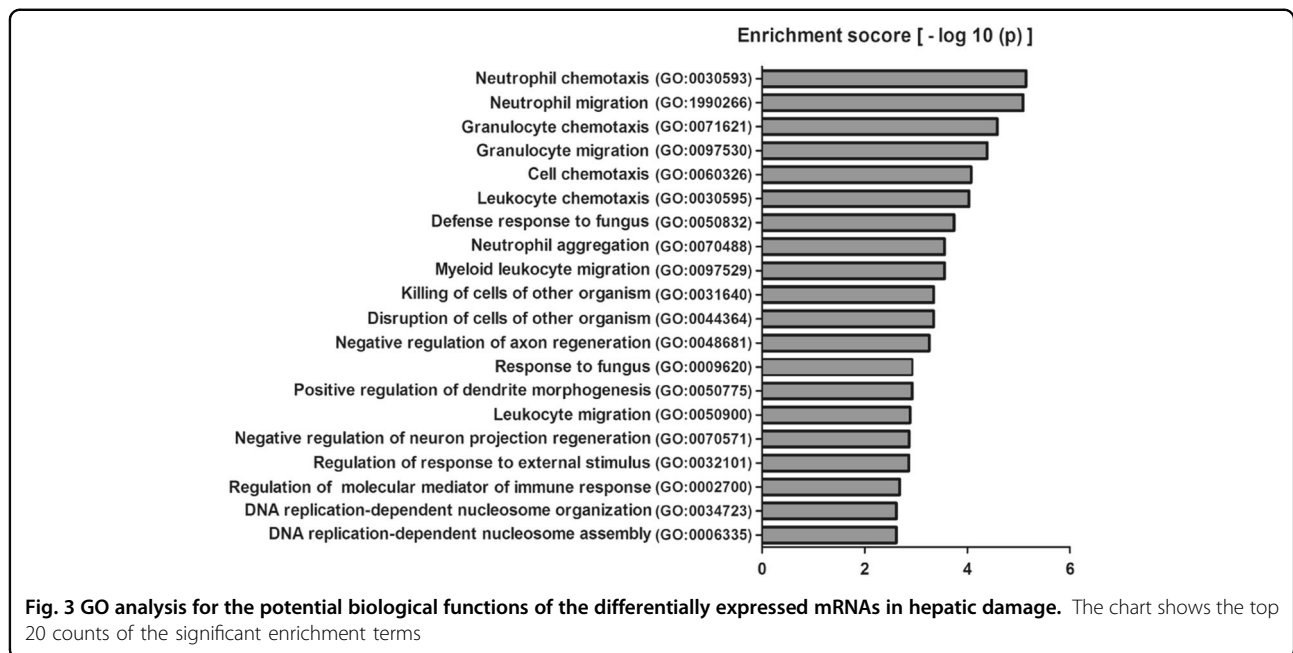 Enrichment socore [ - log 10 (p) ]
Neutrophil chemotaxis (GO:0030593)
Neutrophil migration (GO:1990266)
Granulocyte chemotaxis (GO:0071621)
Granulocyte migration (GO:0097530)
Cell chemotaxis (GO:0060326)
Leukocyte chemotaxis (GO:0030595)
Defense response to fungus (GO:0050832)
Neutrophil aggregation (GO:0070488)
Myeloid leukocyte migration (GO:0097529)
Killing of cells of other organism (GO:0031640)
Disruption of cells of other organism (GO:0044364)
Negative regulation of axon regeneration (GO:0048681)
Response to fungus (GO:0009620)
Positive regulation of dendrite morphogenesis (GO:0050775)
Leukocyte migration (GO:0050900)
Negative regulation of neuron projection regeneration (GO:0070571)
Regulation of response to external stimulus (GO:0032101)
Regulation of molecular mediator of immune response (GO:0002700)
DNA replication-dependent nucleosome organization (GO:0034723)
DNA replication-dependent nucleosome assembly (GO:0006335)
0 2 4 6
Fig. 3 GO analysis for the potential biological functions of the differentially expressed mRNAs in hepatic damage. The chart shows the top
20 counts of the significant enrichment terms